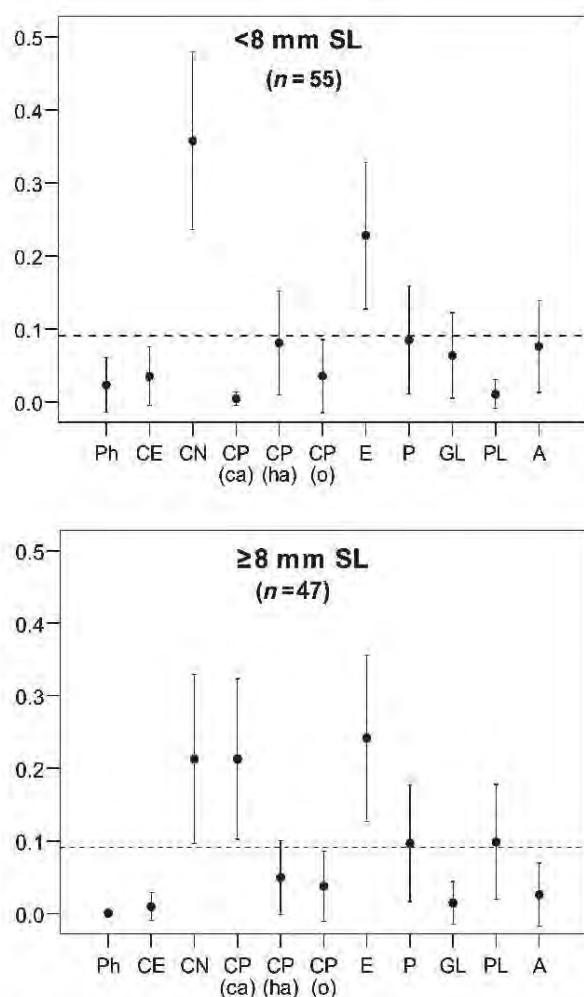 <8 mm SL
(n=55)
0.5
0.4
0.3
0.2
0.1
0.0
Ph CE CN CP CP CP E P GL PL A
(ca) (ha) (o)
≥8 mm SL
(n=47)
0.5
0.4
0.3
0.2
0.1
0.0
Ph CE CN CP CP CP E P GL PL A
(ca) (ha) (o)